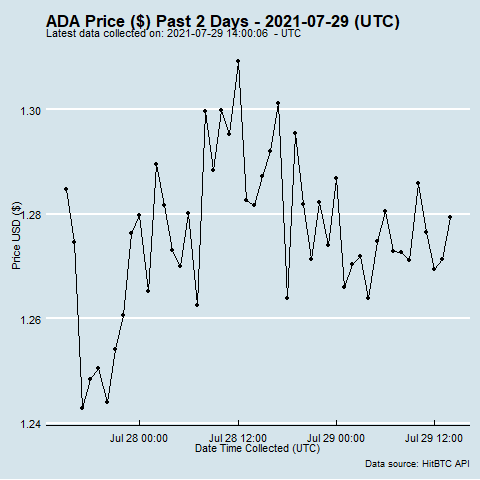 ADA Price ($) Past 2 Days - 2021-07-29 (UTC)
Latest data collected on: 2021-07-29 14:00:06 - UTC
1.30
1.28
1.26
1.24
Price USD ($)
Jul 28 00:00 Jul 28 12:00 Jul 29 00:00 Jul 29 12:00
Date Time Collected (UTC)
Data source: HitBTC API